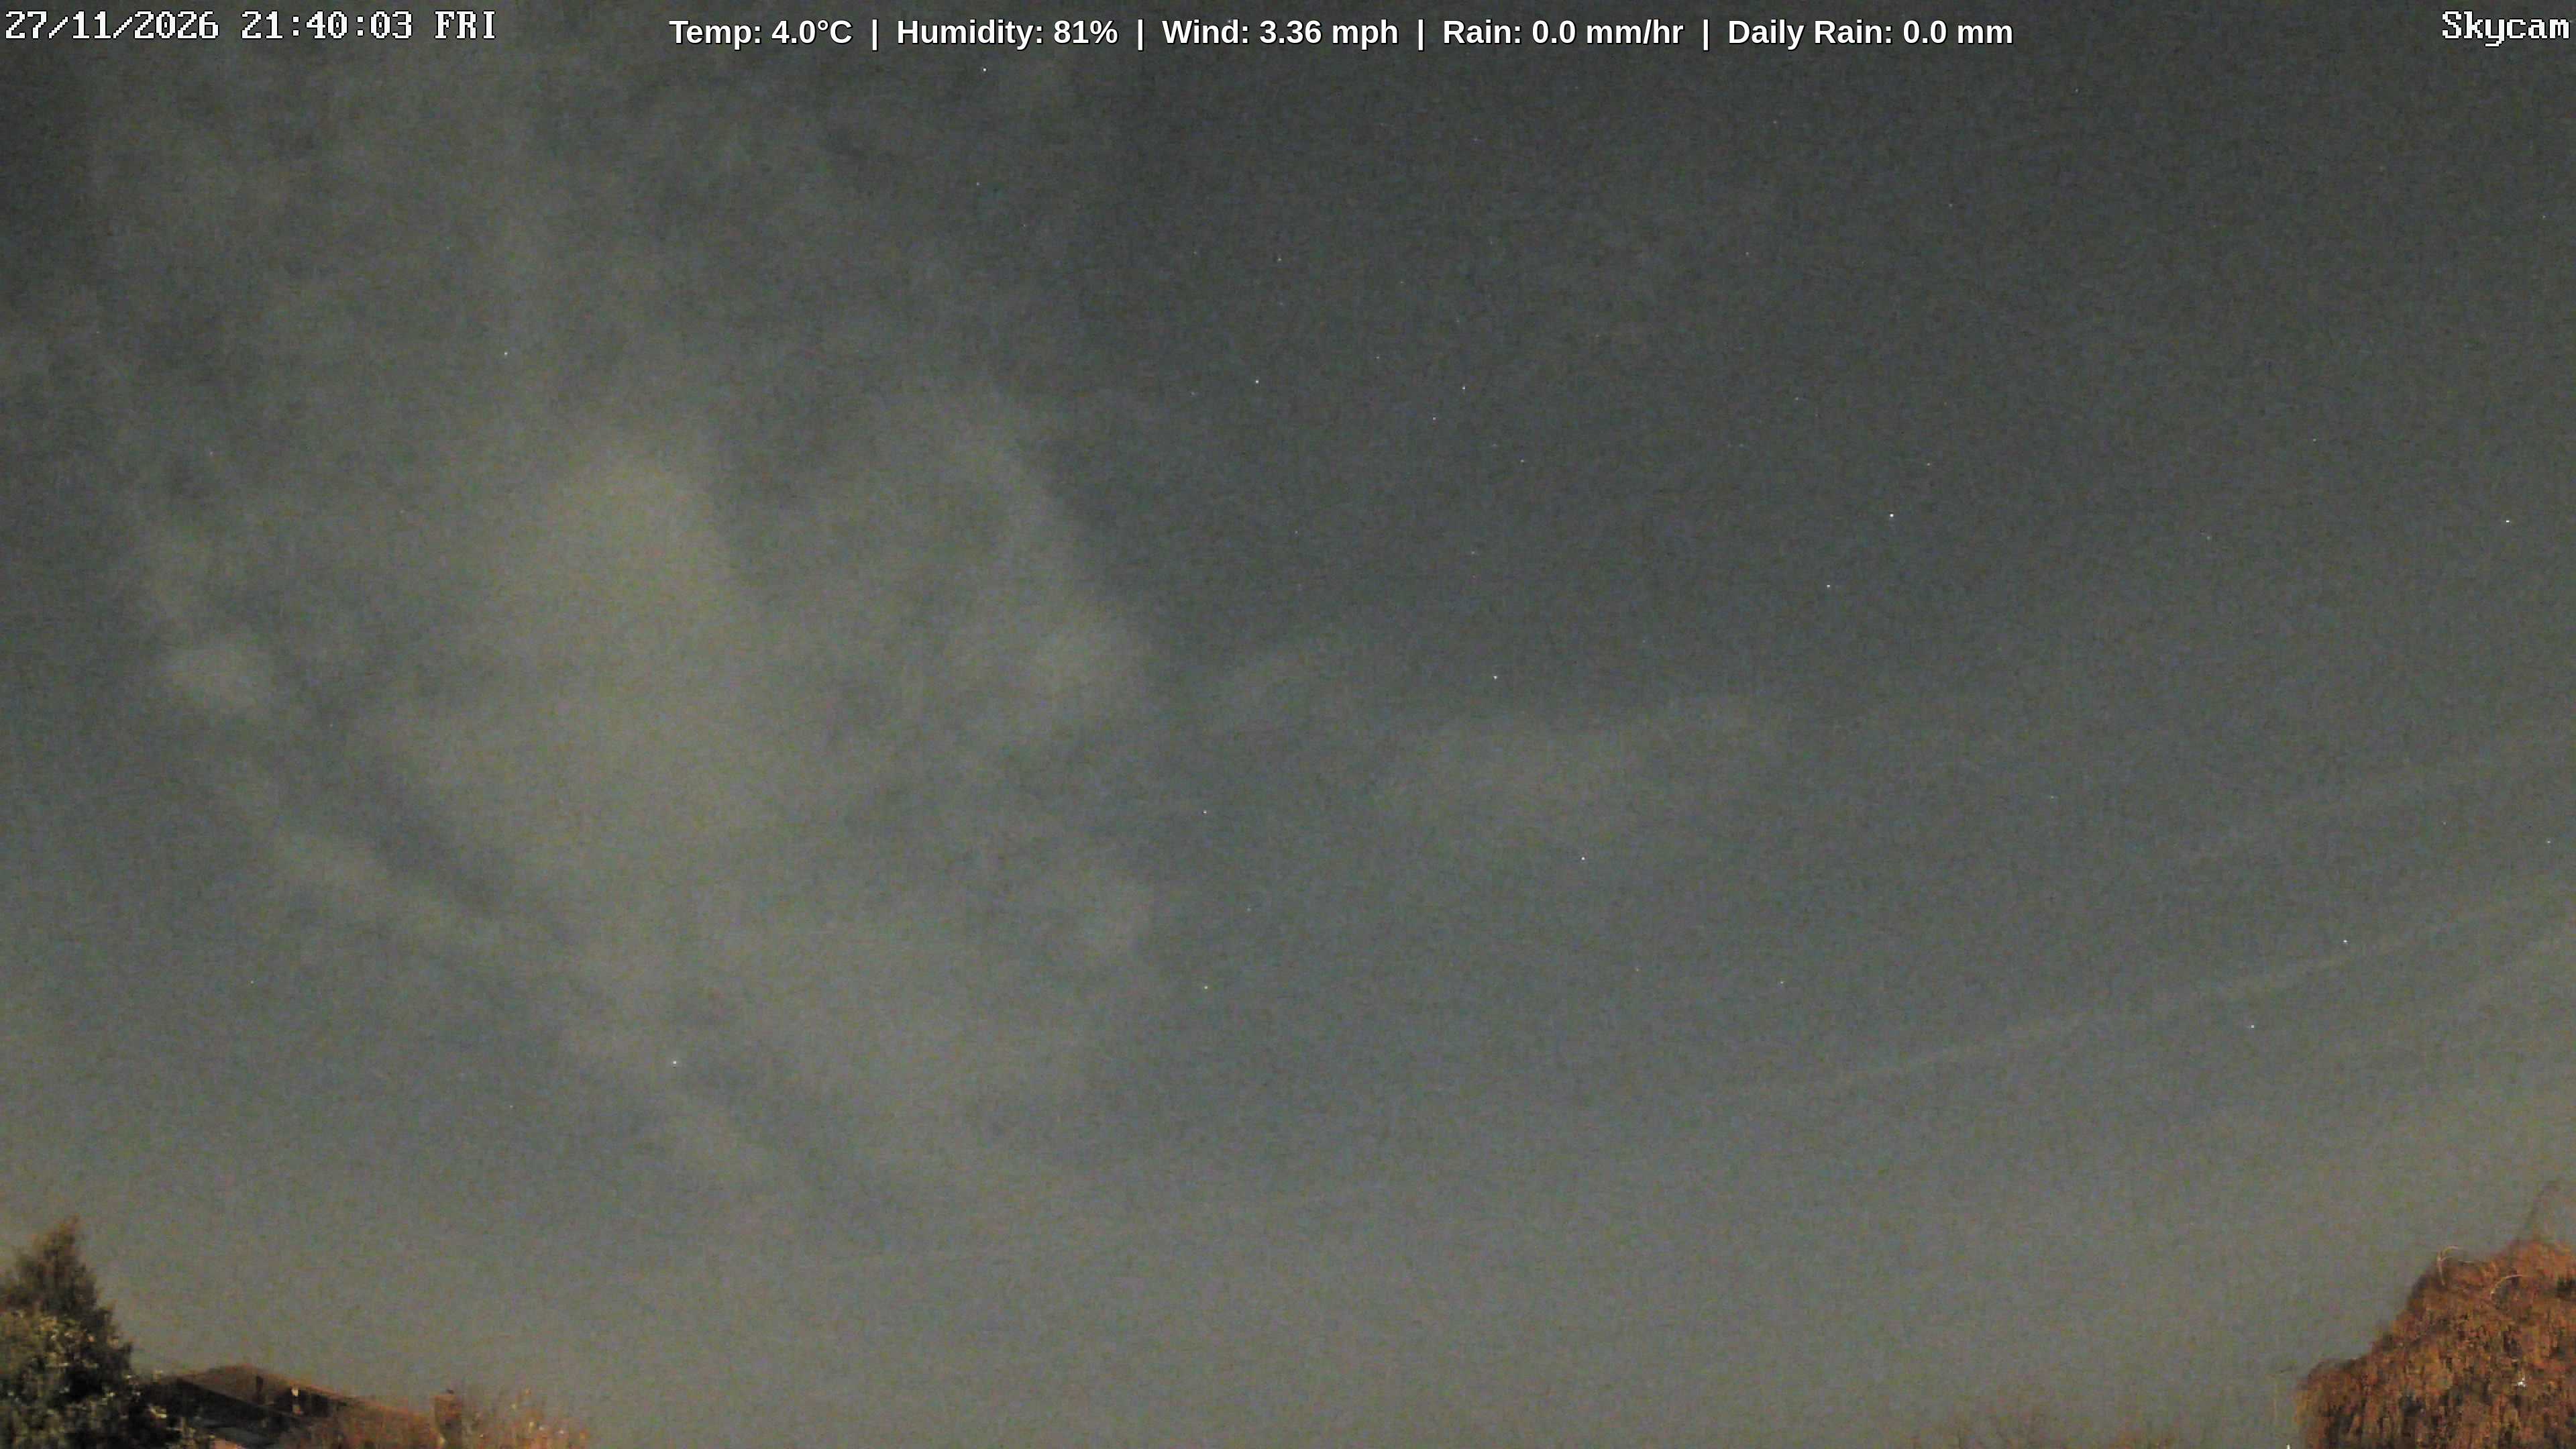 27/11/2026 21:40:03 FRI
Temp: 4.0°C | Humidity: 81% | Wind: 3.36 mph | Rain: 0.0 mm/hr | Daily Rain: 0.0 mm
Skycam